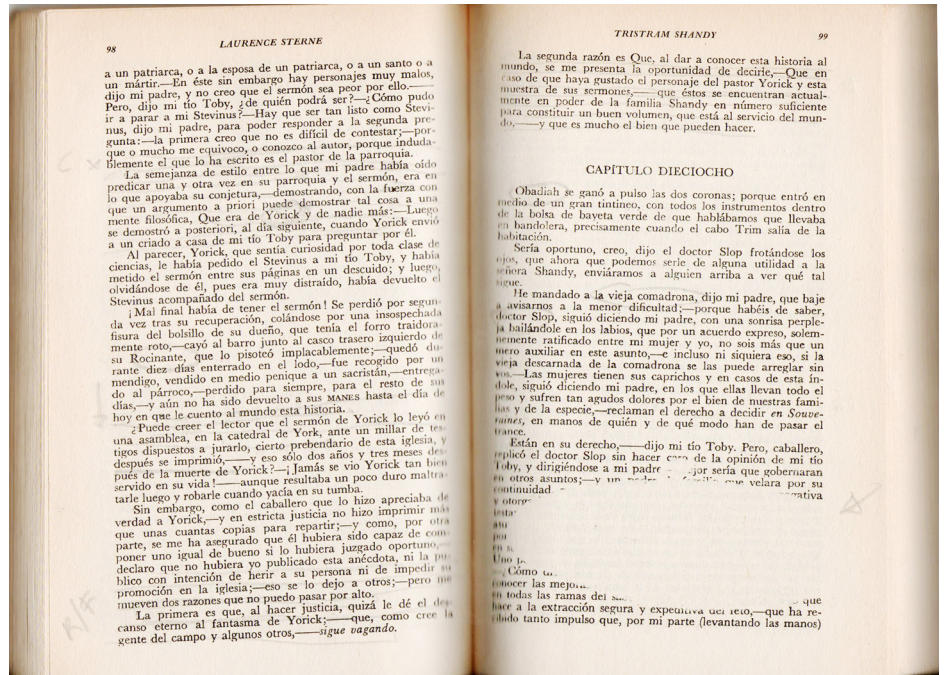 98
LAURENCE STERNE
a un patriarca, o a la esposa de un patriarca, o a un santo o a
un mártir.—En éste sin embargo hay personajes muy malos,
dijo mi padre, y no creo que el sermón sea peor por ello.—
Pero, dijo mi tío Toby, ¿de quién podrá ser?—¿Cómo pudo
ir a parar a mi Stevinus?—Hay que ser tan listo como Stevi-
nus, dijo mi padre, para poder responder a la segunda pre-
gunta:—la primera creo que no es difícil de contestar;—por-
que o mucho me equivoco, o conozco al autor, porque induda-
blemente el que lo ha escrito es el pastor de la parroquia.
La semejanza de estilo entre lo que mi padre había oído
predicar una y otra vez en su parroquia y el sermón, era en
lo que apoyaba su conjetura,—demostrando, con la fuerza con
que un argumento a priori puede demostrar tal cosa a una
mente filosófica, Que era de Yorick y de nadie más:—Luego
se demostró a posteriori, al día siguiente, cuando Yorick envió
a un criado a casa de mi tío Toby para preguntar por él.
Al parecer, Yorick, que sentía curiosidad por toda clase de
ciencias, le había pedido el Stevinus a mi tío Toby, y había
metido el sermón entre sus páginas en un descuido; y luego,
olvidándose de él, pues era muy distraído, había devuelto el
Stevinus acompañado del sermón.
¡Mal final había de tener el sermón! Se perdió por segun-
da vez tras su recuperación, colándose por una insospechada
fisura del bolsillo de su dueño, que tenía el forro traidora-
mente roto,—cayó al barro junto al casco trasero izquierdo de
su Rocinante, que lo pisoteó implacablemente;—quedó du-
rante diez días enterrado en el lodo,—fue recogido por un
mendigo, vendido en medio penique a un sacristán,—entrega-
do al párroco,—perdido para siempre, para el resto de sus
días,—y aún no ha sido devuelto a sus MANES hasta el día de
hoy en que le cuento al mundo esta historia.
¿Puede creer el lector que el sermón de Yorick lo leyó en
una asamblea, en la catedral de York, ante un millar de tes-
tigos dispuestos a jurarlo, cierto prebendario de esta iglesia, y
después se imprimió,——y eso sólo dos años y tres meses des-
pués de la muerte de Yorick?—¡Jamás se vio Yorick tan bien
servido en su vida!——aunque resultaba un poco duro maltra-
tarle luego y robarle cuando yacía en su tumba.
Sin embargo, como el caballero que lo hizo apreciaba de
verdad a Yorick,—y en estricta justicia no hizo imprimir más
que unas cuantas copias para repartir;—y como, por otra
parte, se me ha asegurado que él hubiera sido capaz de com-
poner uno igual de bueno si lo hubiera juzgado oportuno,—
declaro que no hubiera yo publicado esta anécdota, ni la pu-
blico con intención de herir a su persona ni de impedir su
promoción en la iglesia;—eso se lo dejo a otros;—pero me
mueven dos razones que no puedo pasar por alto.
La primera es que, al hacer justicia, quizá le dé el des-
canso eterno al fantasma de Yorick;——que, como cree la
gente del campo y algunos otros,——sigue vagando.
TRISTRAM SHANDY
99
La segunda razón es Que, al dar a conocer esta historia al
mundo, se me presenta la oportunidad de decirle,—Que en
caso de que haya gustado el personaje del pastor Yorick y esta
muestra de sus sermones,——que éstos se encuentran actual-
mente en poder de la familia Shandy en número suficiente
para constituir un buen volumen, que está al servicio del mun-
do,——y que es mucho el bien que pueden hacer.
CAPÍTULO DIECIOCHO
Obadiah se ganó a pulso las dos coronas; porque entró en
medio de un gran tintineo, con todos los instrumentos dentro
de la bolsa de bayeta verde de que hablábamos que llevaba
en bandolera, precisamente cuando el cabo Trim salía de la
habitación.
Sería oportuno, creo, dijo el doctor Slop frotándose los
ojos, que ahora que podemos serle de alguna utilidad a la
señora Shandy, enviáramos a alguien arriba a ver qué tal
sigue.
He mandado a la vieja comadrona, dijo mi padre, que baje
a avisarnos a la menor dificultad;—porque habéis de saber,
doctor Slop, siguió diciendo mi padre, con una sonrisa perple-
ja bailándole en los labios, que por un acuerdo expreso, solem-
nemente ratificado entre mi mujer y yo, no sois más que un
mero auxiliar en este asunto,—e incluso ni siquiera eso, si la
vieja descarnada de la comadrona se las puede arreglar sin
vos.—Las mujeres tienen sus caprichos y en casos de esta ín-
dole, siguió diciendo mi padre, en los que ellas llevan todo el
peso y sufren tan agudos dolores por el bien de nuestras fami-
lias y de la especie,—reclaman el derecho a decidir en Souve-
raines, en manos de quién y de qué modo han de pasar el
trance.
Están en su derecho,——dijo mi tío Toby. Pero, caballero,
replicó el doctor Slop sin hacer caso de la opinión de mi tío
Toby, y dirigiéndose a mi padre jor sería que gobernaran
en otros asuntos;—y un que velara por su
continuidad
y
¿Cómo
conocer las
en todas las ramas del que
hace a la extracción segura y expeditiva del feto,—que ha re-
cibido tanto impulso que, por mi parte (levantando las manos)